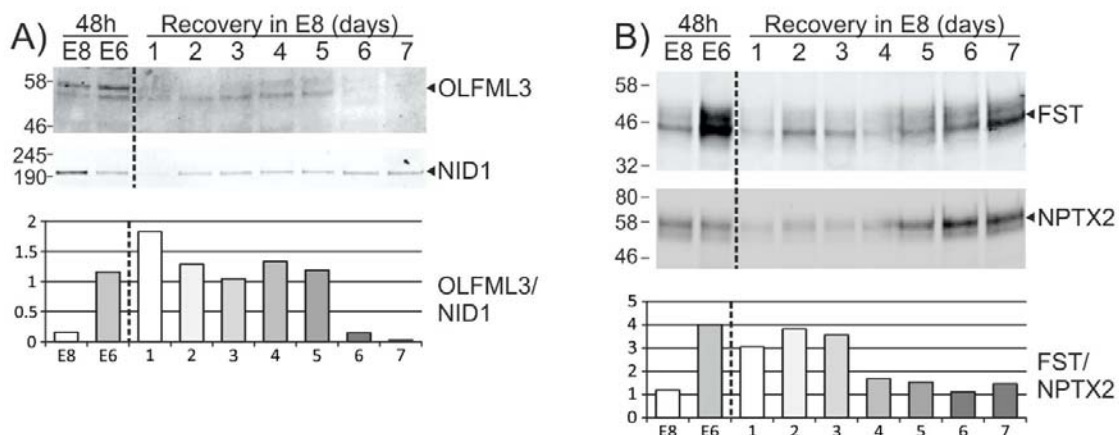 A)
48h
Recovery in E8 (days)
E8 E6 1 2 3 4 5 6 7
58
OLFML3
46
245
NID1
190
2
1.5
1
0.5
0
OLFML3/
NID1
E8 E6 1 2 3 4 5 6 7
B)
48h
Recovery in E8 (days)
E8 E6 1 2 3 4 5 6 7
58
46
FST
32
80
NPTX2
58
46
5
4
3
2
1
0
FST/
NPTX2
E8 E6 1 2 3 4 5 6 7